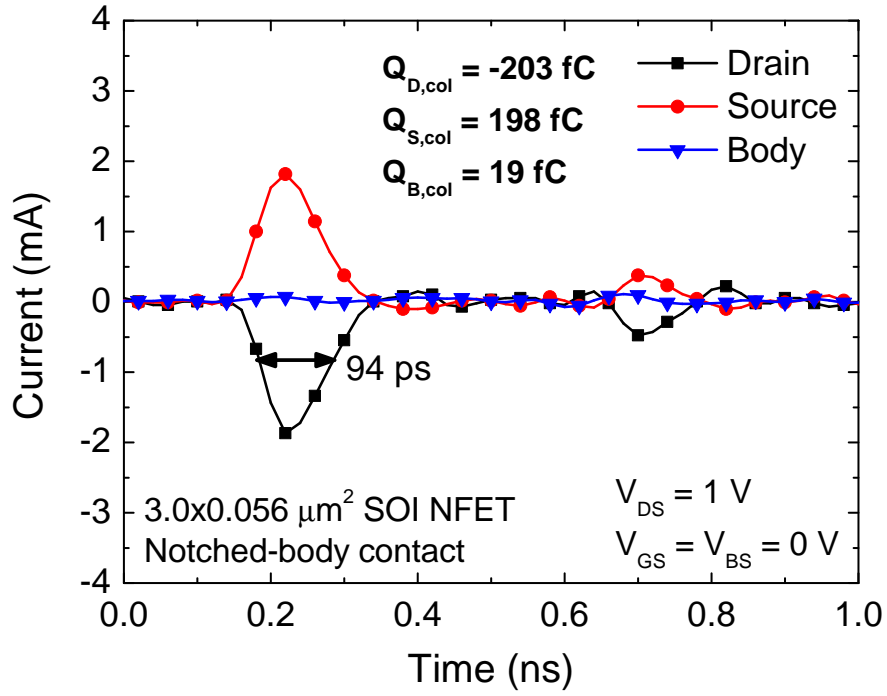 Q_D,col = -203 fC
Q_S,col = 198 fC
Q_B,col = 19 fC
Drain
Source
Body
94 ps
3.0x0.056 μm² SOI NFET
Notched-body contact
V_DS = 1 V
V_GS = V_BS = 0 V
Current (mA)
4
3
2
1
0
-1
-2
-3
-4
0.0 0.2 0.4 0.6 0.8 1.0
Time (ns)